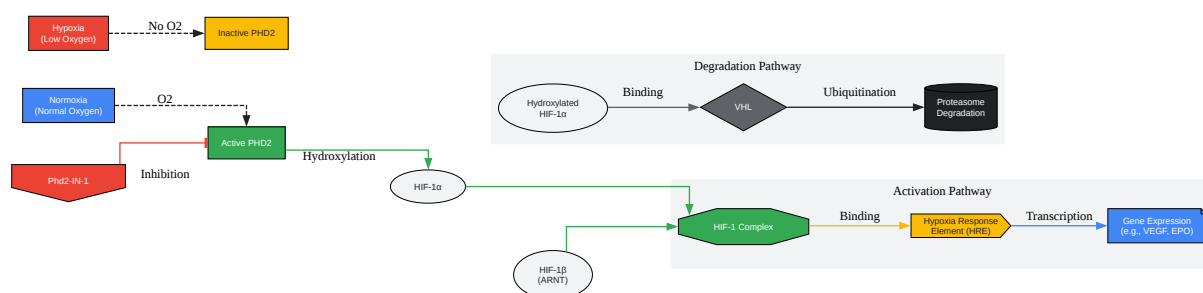 Hypoxia
(Low Oxygen)
No O2
Inactive PHD2
Normoxia
(Normal Oxygen)
O2
Active PHD2
Phd2-IN-1
Inhibition
Hydroxylation
HIF-1α
HIF-1β
(ARNT)
Degradation Pathway
Hydroxylated
HIF-1α
Binding
VHL
Ubiquitination
Proteasome
Degradation
Activation Pathway
HIF-1 Complex
Binding
Hypoxia Response
Element (HRE)
Transcription
Gene Expression
(e.g., VEGF, EPO)